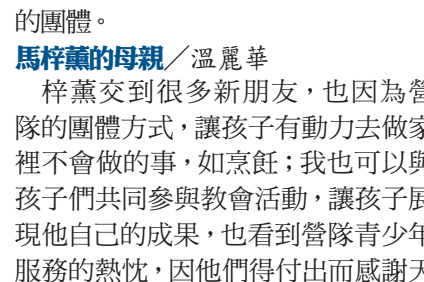 的團體。
馬梓薰的母親／溫麗華
梓薰交到很多新朋友，也因為營
隊的團體方式，讓孩子有動力去做家
裡不會做的事，如烹飪；我也可以與
孩子們共同參與教會活動，讓孩子展
現他自己的成果，也看到營隊青少年
服務的熱忱，因他們得付出而感謝天